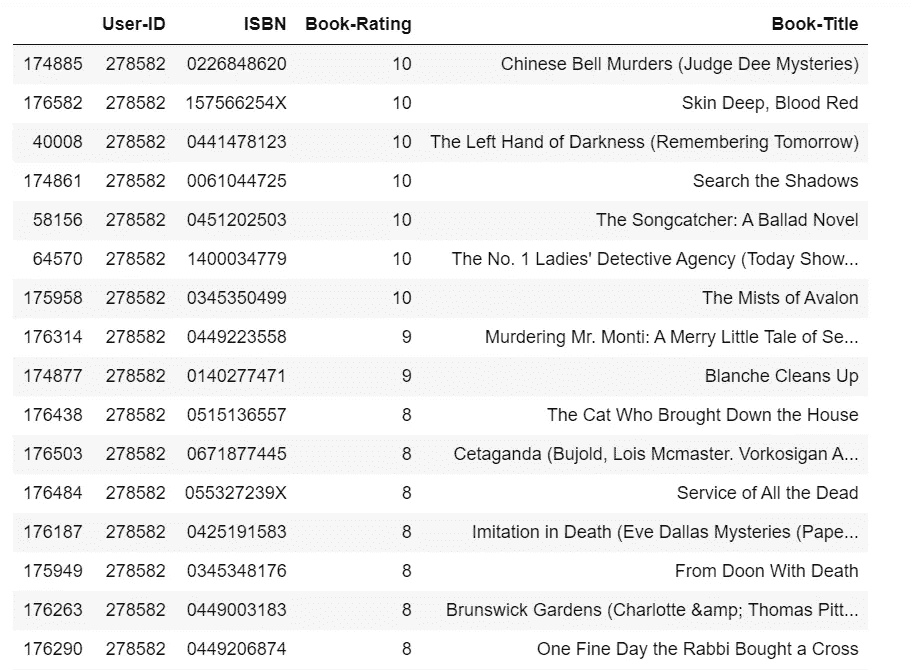 User-ID ISBN Book-Rating Book-Title
174885 278582 0226848620 10 Chinese Bell Murders (Judge Dee Mysteries)
176582 278582 157566254X 10 Skin Deep, Blood Red
40008 278582 0441478123 10 The Left Hand of Darkness (Remembering Tomorrow)
174861 278582 0061044725 10 Search the Shadows
58156 278582 0451202503 10 The Songcatcher: A Ballad Novel
64570 278582 1400034779 10 The No. 1 Ladies' Detective Agency (Today Show...
175958 278582 0345350499 10 The Mists of Avalon
176314 278582 0449223558 9 Murdering Mr. Monti: A Merry Little Tale of Se...
174877 278582 0140277471 9 Blanche Cleans Up
176438 278582 0515136557 8 The Cat Who Brought Down the House
176503 278582 0671877445 8 Cetaganda (Bujold, Lois Mcmaster. Vorkosigan A...
176484 278582 055327239X 8 Service of All the Dead
176187 278582 0425191583 8 Imitation in Death (Eve Dallas Mysteries (Pape...
175949 278582 0345348176 8 From Doon With Death
176263 278582 0449003183 8 Brunswick Gardens (Charlotte &amp; Thomas Pitt...
176290 278582 0449206874 8 One Fine Day the Rabbi Bought a Cross